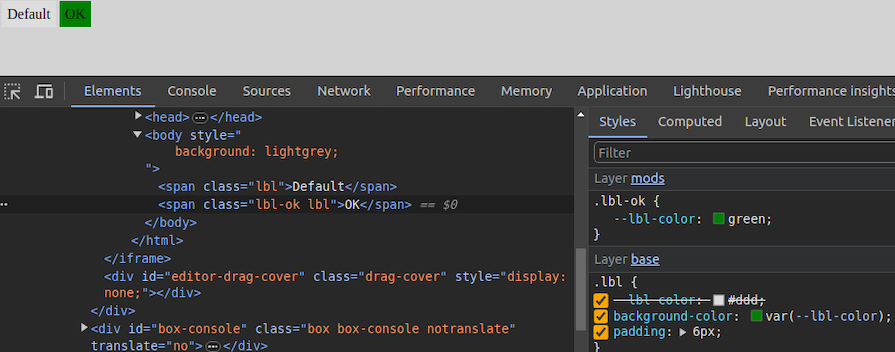 Default OK
Elements Console Sources Network Performance Memory Application Lighthouse Performance insights
<head>⋯</head>
<body style="
background: lightgrey;
">
<span class="lbl">Default</span>
<span class="lbl-ok lbl">OK</span> == $0
</body>
</html>
</iframe>
<div id="editor-drag-cover" class="drag-cover" style="display:
none;"></div>
</div>
<div id="box-console" class="box box-console notranslate"
translate="no">⋯</div>
Styles Computed Layout Event Listener
Filter
Layer mods
.lbl-ok {
--lbl-color: green;
}
Layer base
.lbl {
--lbl-color: #ddd;
background-color: var(--lbl-color);
padding: 6px;
}